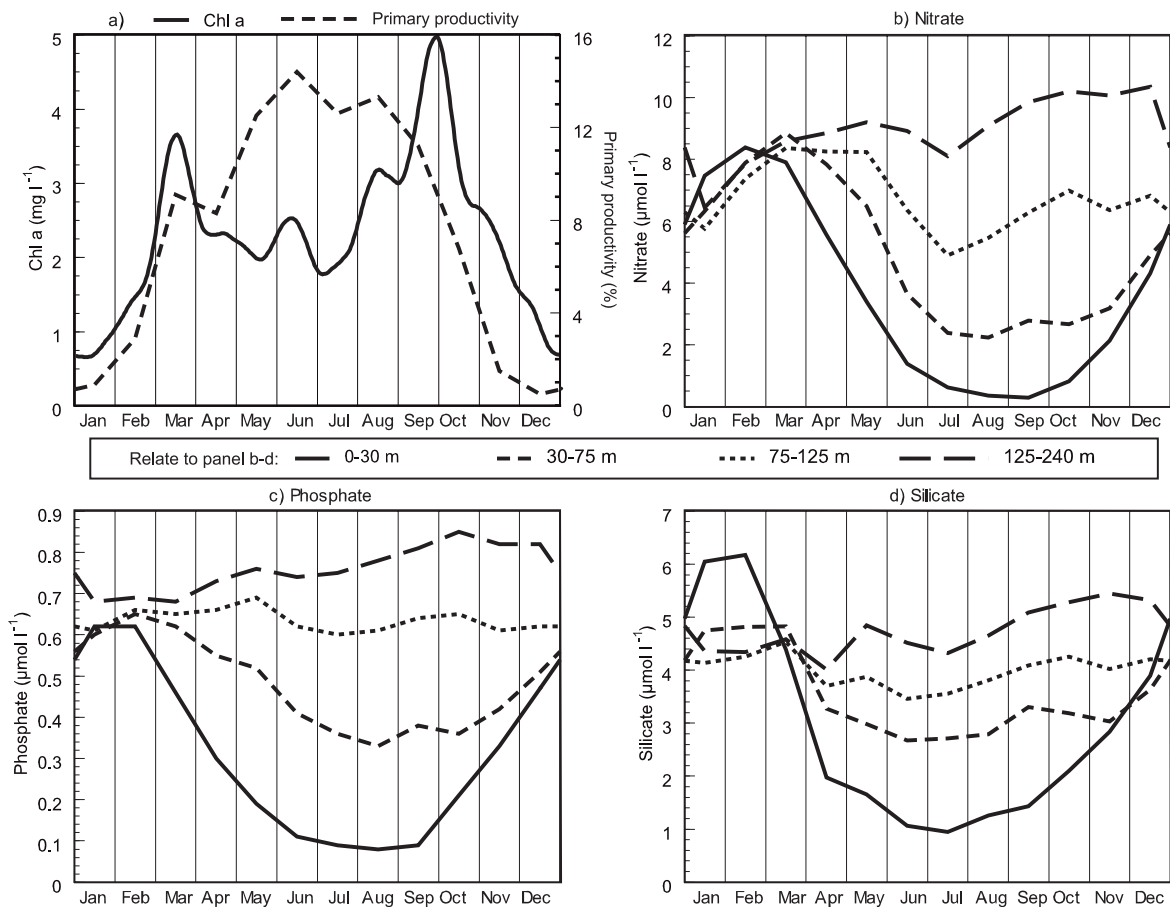 a) Chl a Primary productivity
5
4
3
2
1
0
Chl a (mg l⁻¹)
16
12
8
4
0
Primary productivity (%)
Jan Feb Mar Apr May Jun Jul Aug Sep Oct Nov Dec
b) Nitrate
12
10
8
6
4
2
0
Nitrate (μmol l⁻¹)
Jan Feb Mar Apr May Jun Jul Aug Sep Oct Nov Dec
Relate to panel b-d: 0-30 m 30-75 m 75-125 m 125-240 m
c) Phosphate
0.9
0.8
0.7
0.6
0.5
0.4
0.3
0.2
0.1
0
Phosphate (μmol l⁻¹)
Jan Feb Mar Apr May Jun Jul Aug Sep Oct Nov Dec
d) Silicate
7
6
5
4
3
2
1
0
Silicate (μmol l⁻¹)
Jan Feb Mar Apr May Jun Jul Aug Sep Oct Nov Dec